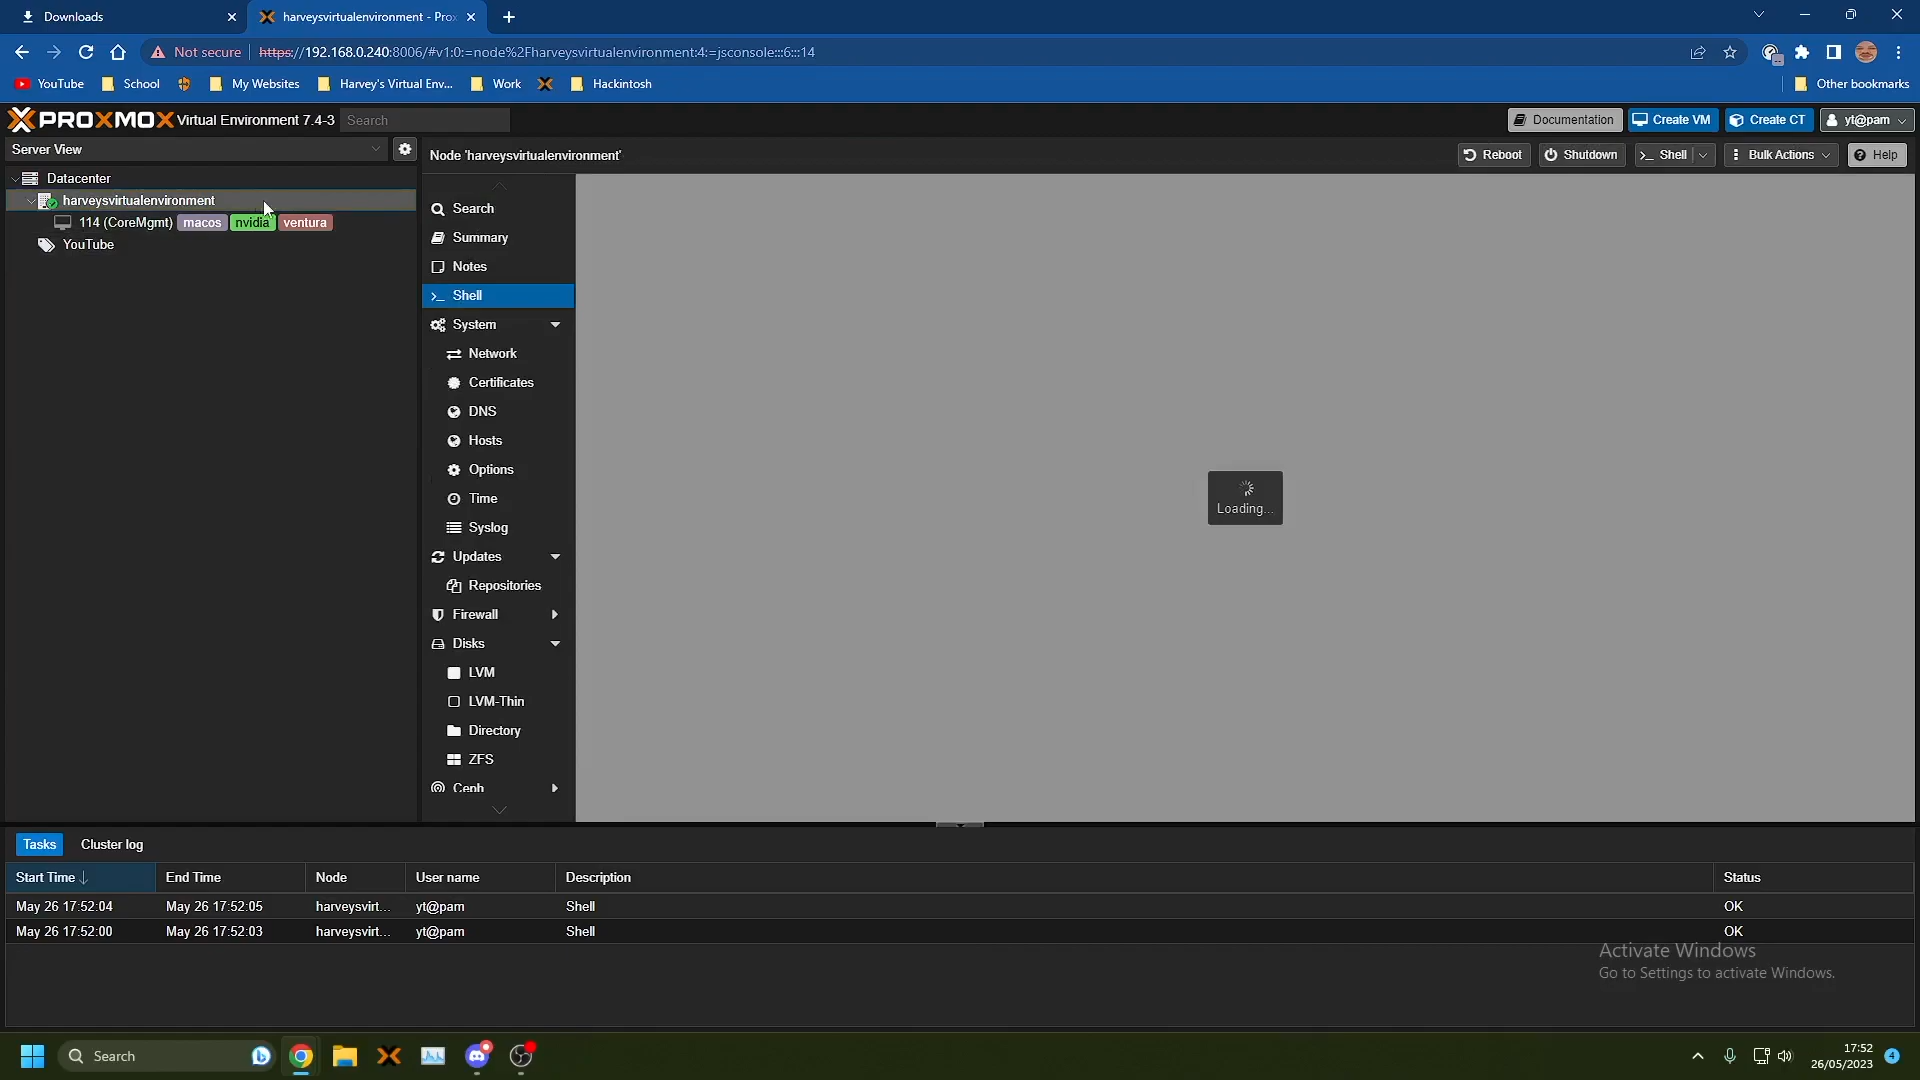 Downloads
harveysvirtualenvironment - Prox
Not secure
https://192.168.0.240:8006/#v1:0:=node%2Fharveysvirtualenvironment:4:=jsconsole:::6:::14
YouTube
School
My Websites
Harvey's Virtual Env...
Work
Hackintosh
Other bookmarks
PROXMOX Virtual Environment 7.4-3
Search
Documentation
Create VM
Create CT
yt@pam
Server View
Node 'harveysvirtualenvironment'
Reboot
Shutdown
Shell
Bulk Actions
Help
Datacenter
harveysvirtualenvironment
114 (CoreMgmt) macos nvidia ventura
YouTube
Search
Summary
Notes
Shell
System
Network
Certificates
DNS
Hosts
Options
Time
Syslog
Updates
Repositories
Firewall
Disks
LVM
LVM-Thin
Directory
ZFS
Ceph
Loading...
Tasks
Cluster log
Start Time
End Time
Node
User name
Description
Status
May 26 17:52:04
May 26 17:52:05
harveysvirt...
yt@pam
Shell
OK
May 26 17:52:00
May 26 17:52:03
harveysvirt...
yt@pam
Shell
OK
Activate Windows
Go to Settings to activate Windows.
Search
17:52
26/05/2023
4